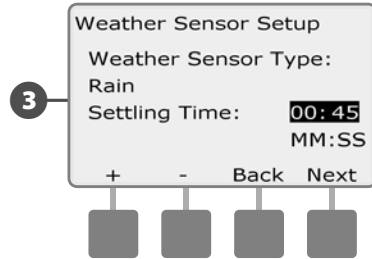 Weather Sensor Setup
Weather Sensor Type:
Rain
3
Settling Time: 00:45
MM:SS
+ - Back Next